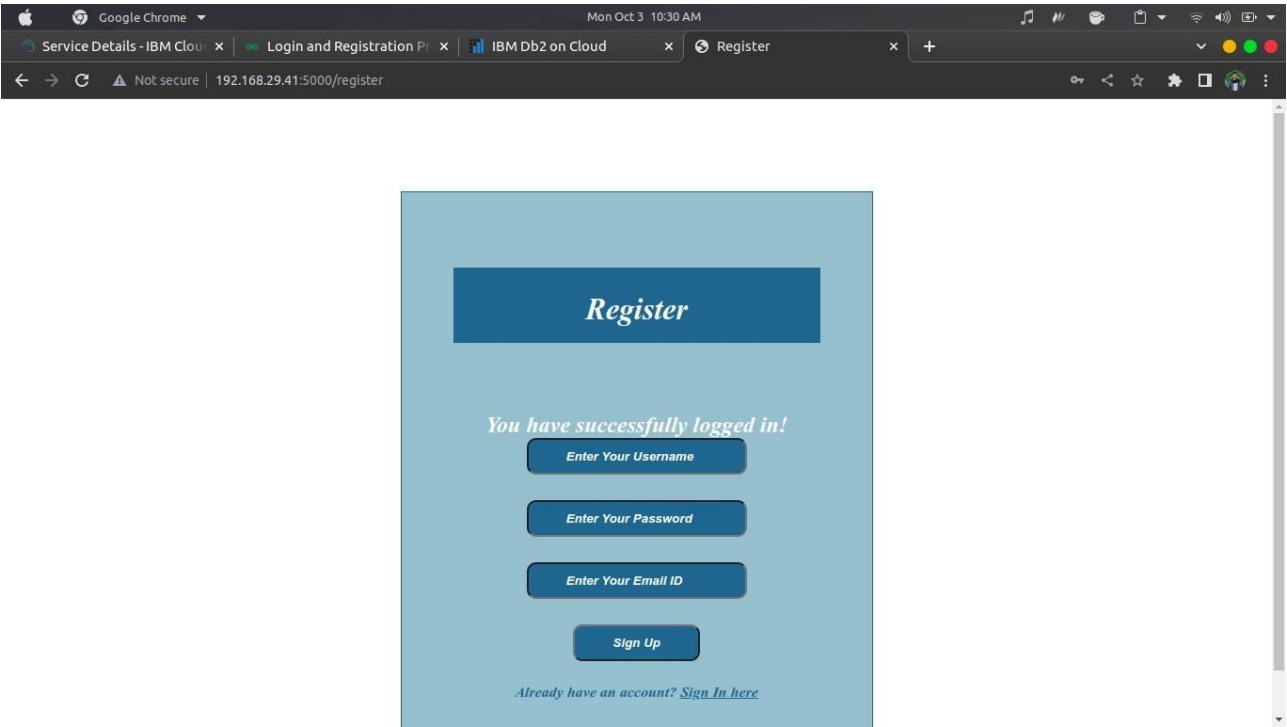 Google Chrome
Mon Oct 3 10:30 AM
Service Details - IBM Clou
Login and Registration Pr
IBM Db2 on Cloud
Register
Not secure | 192.168.29.41:5000/register
Register
You have successfully logged in!
Enter Your Username
Enter Your Password
Enter Your Email ID
Sign Up
Already have an account? Sign In here